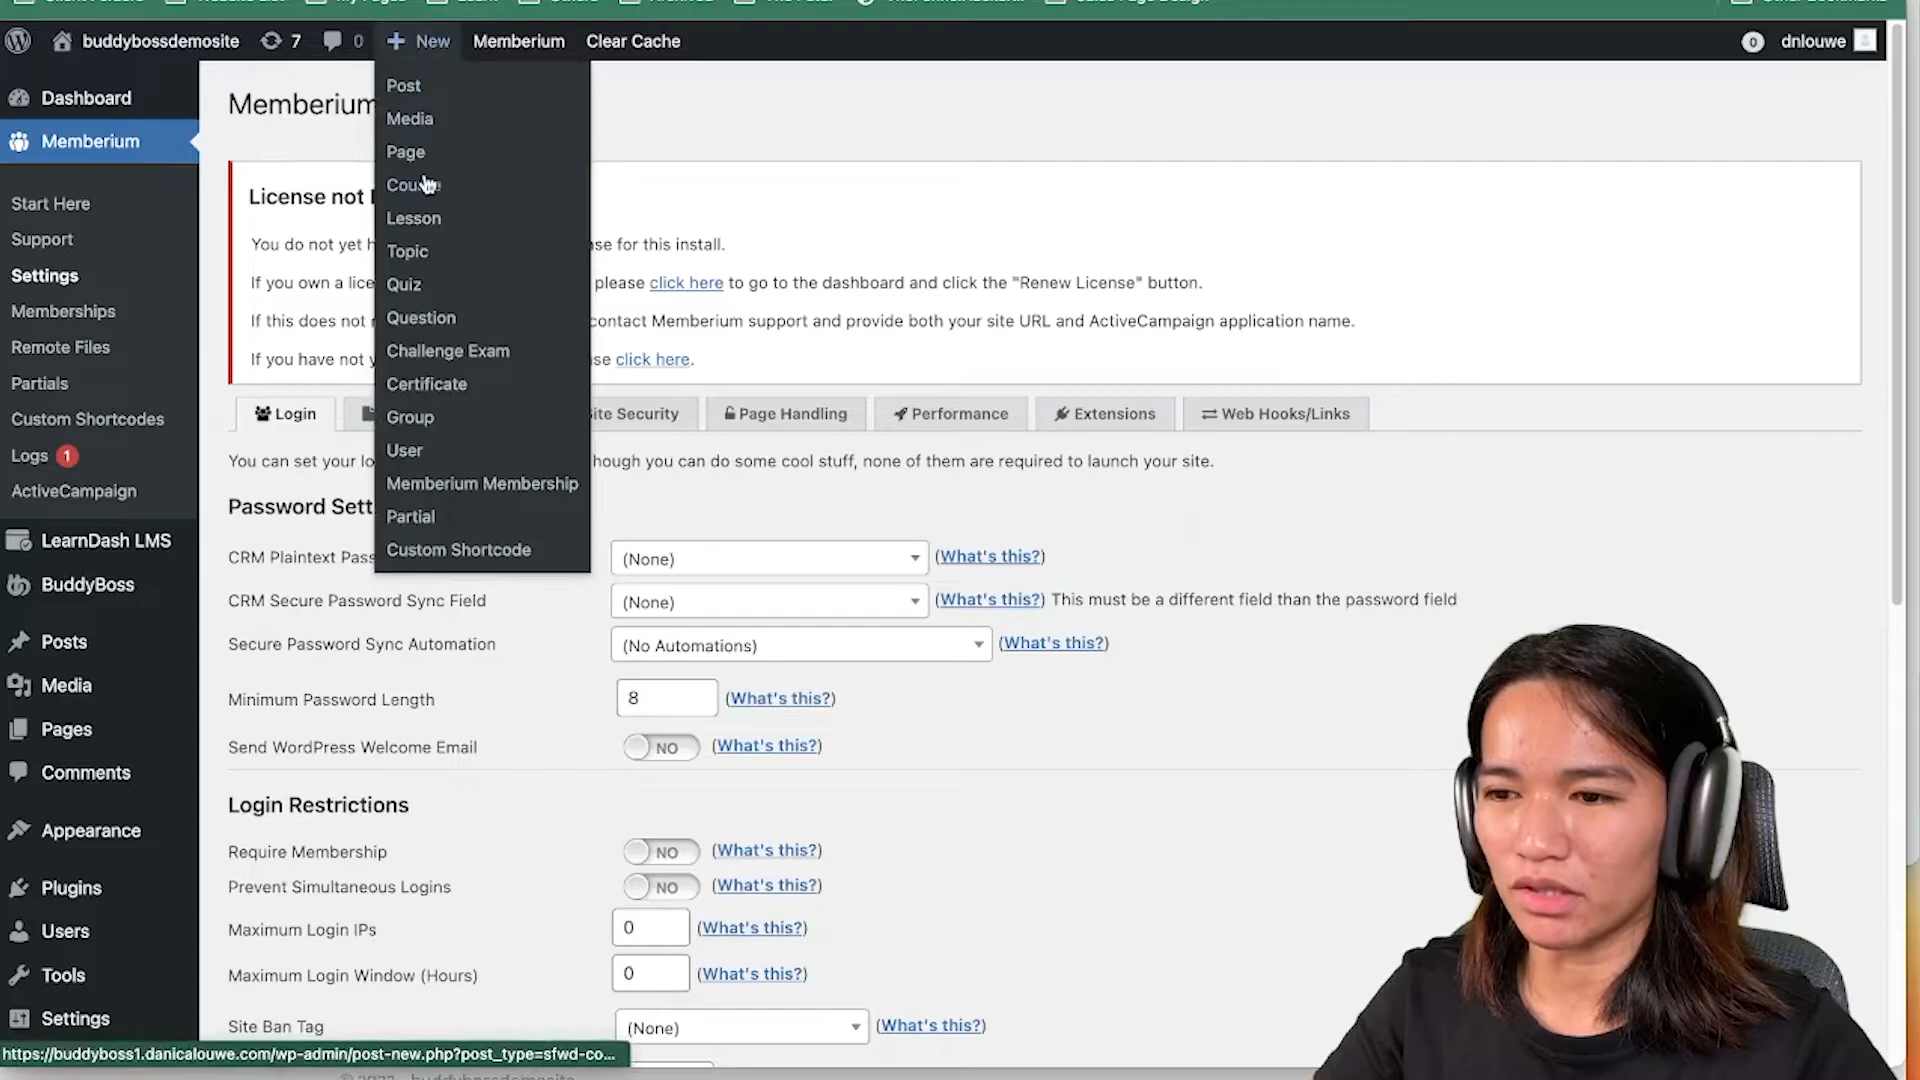 buddybossdemosite 7 0 New Memberium Clear Cache 0 dnlouwe
Post
Media
Page
Lesson
Topic
Quiz
Question
Challenge Exam
Certificate
Group
User
Memberium Membership
Partial
Custom Shortcode
Dashboard
Memberium
Start Here
Support
Settings
Memberships
Remote Files
Partials
Custom Shortcodes
Logs 1
ActiveCampaign
LearnDash LMS
BuddyBoss
Posts
Media
Pages
Comments
Appearance
Plugins
Users
Tools
Settings
Memberium
License not
You do not yet for this install.
If you own a please click here to go to the dashboard and click the "Renew License" button.
If this does not contact Memberium support and provide both your site URL and ActiveCampaign application name.
If you have not click here.
Login Site Security Page Handling Performance Extensions Web Hooks/Links
You can set your though you can do some cool stuff, none of them are required to launch your site.
Password
CRM Plaintext (None) (What's this?)
CRM Secure Password Sync Field (None) (What's this?) This must be a different field than the password field
Secure Password Sync Automation (No Automations) (What's this?)
Minimum Password Length 8 (What's this?)
Send WordPress Welcome Email NO (What's this?)
Login Restrictions
Require Membership NO (What's this?)
Prevent Simultaneous Logins NO (What's this?)
Maximum Login IPs 0 (What's this?)
Maximum Login Window (Hours) 0 (What's this?)
Site Ban Tag (None) (What's this?)
https://buddyboss1.danicalouwe.com/wp-admin/post-new.php?post_type=sfwd-co...